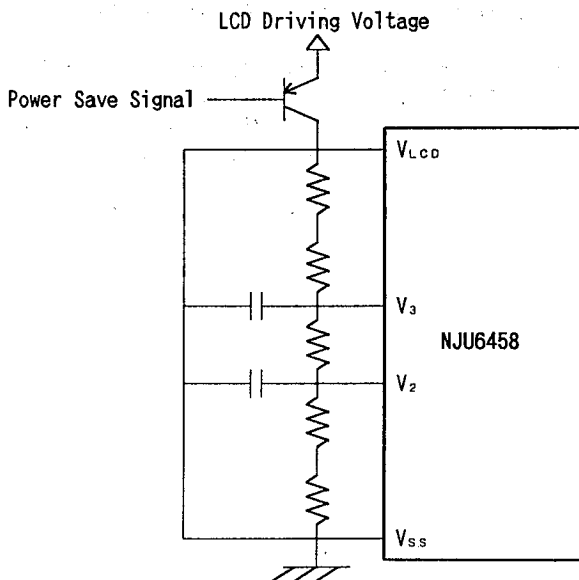 LCD Driving Voltage
Power Save Signal
VLCD
V3
NJU6458
V2
VSS